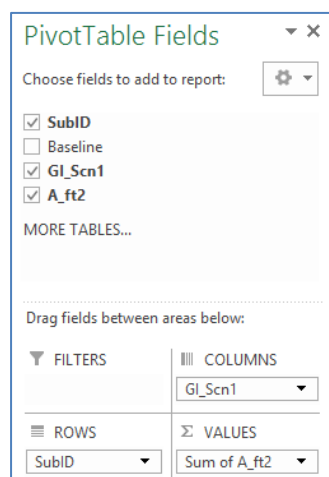 PivotTable Fields
Choose fields to add to report:
SubID
Baseline
GI_Scn1
A_ft2
MORE TABLES...
Drag fields between areas below:
FILTERS
COLUMNS
GI_Scn1
ROWS
VALUES
SubID
Sum of A_ft2